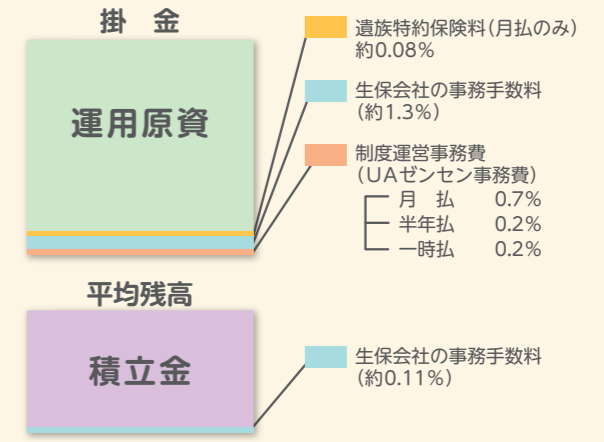 掛　金
運用原資
遺族特約保険料（月払のみ）
約0.08%
生保会社の事務手数料
（約1.3%）
制度運営事務費
（UAゼンセン事務費）
月　払　0.7%
半年払　0.2%
一時払　0.2%
平均残高
積立金
生保会社の事務手数料
（約0.11%）